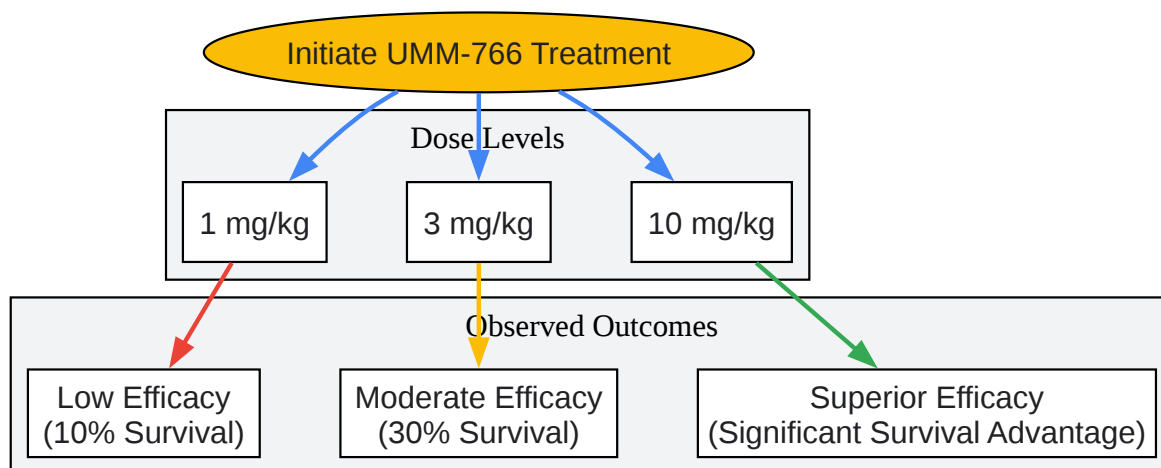 Initiate UMM-766 Treatment
Dose Levels
1 mg/kg
3 mg/kg
10 mg/kg
Observed Outcomes
Low Efficacy
(10% Survival)
Moderate Efficacy
(30% Survival)
Superior Efficacy
(Significant Survival Advantage)